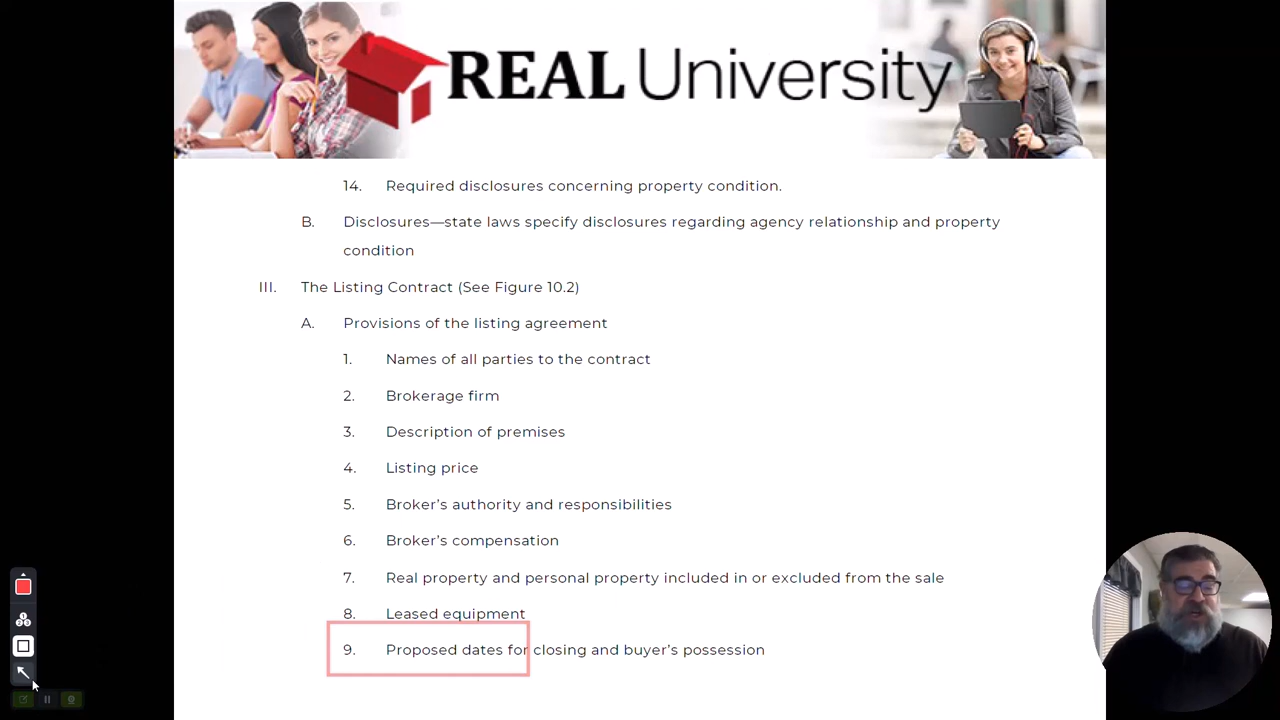 REAL University
14. Required disclosures concerning property condition.
B. Disclosures—state laws specify disclosures regarding agency relationship and property
condition
III. The Listing Contract (See Figure 10.2)
A. Provisions of the listing agreement
1. Names of all parties to the contract
2. Brokerage firm
3. Description of premises
4. Listing price
5. Broker’s authority and responsibilities
6. Broker’s compensation
7. Real property and personal property included in or excluded from the sale
8. Leased equipment
9. Proposed dates for closing and buyer’s possession